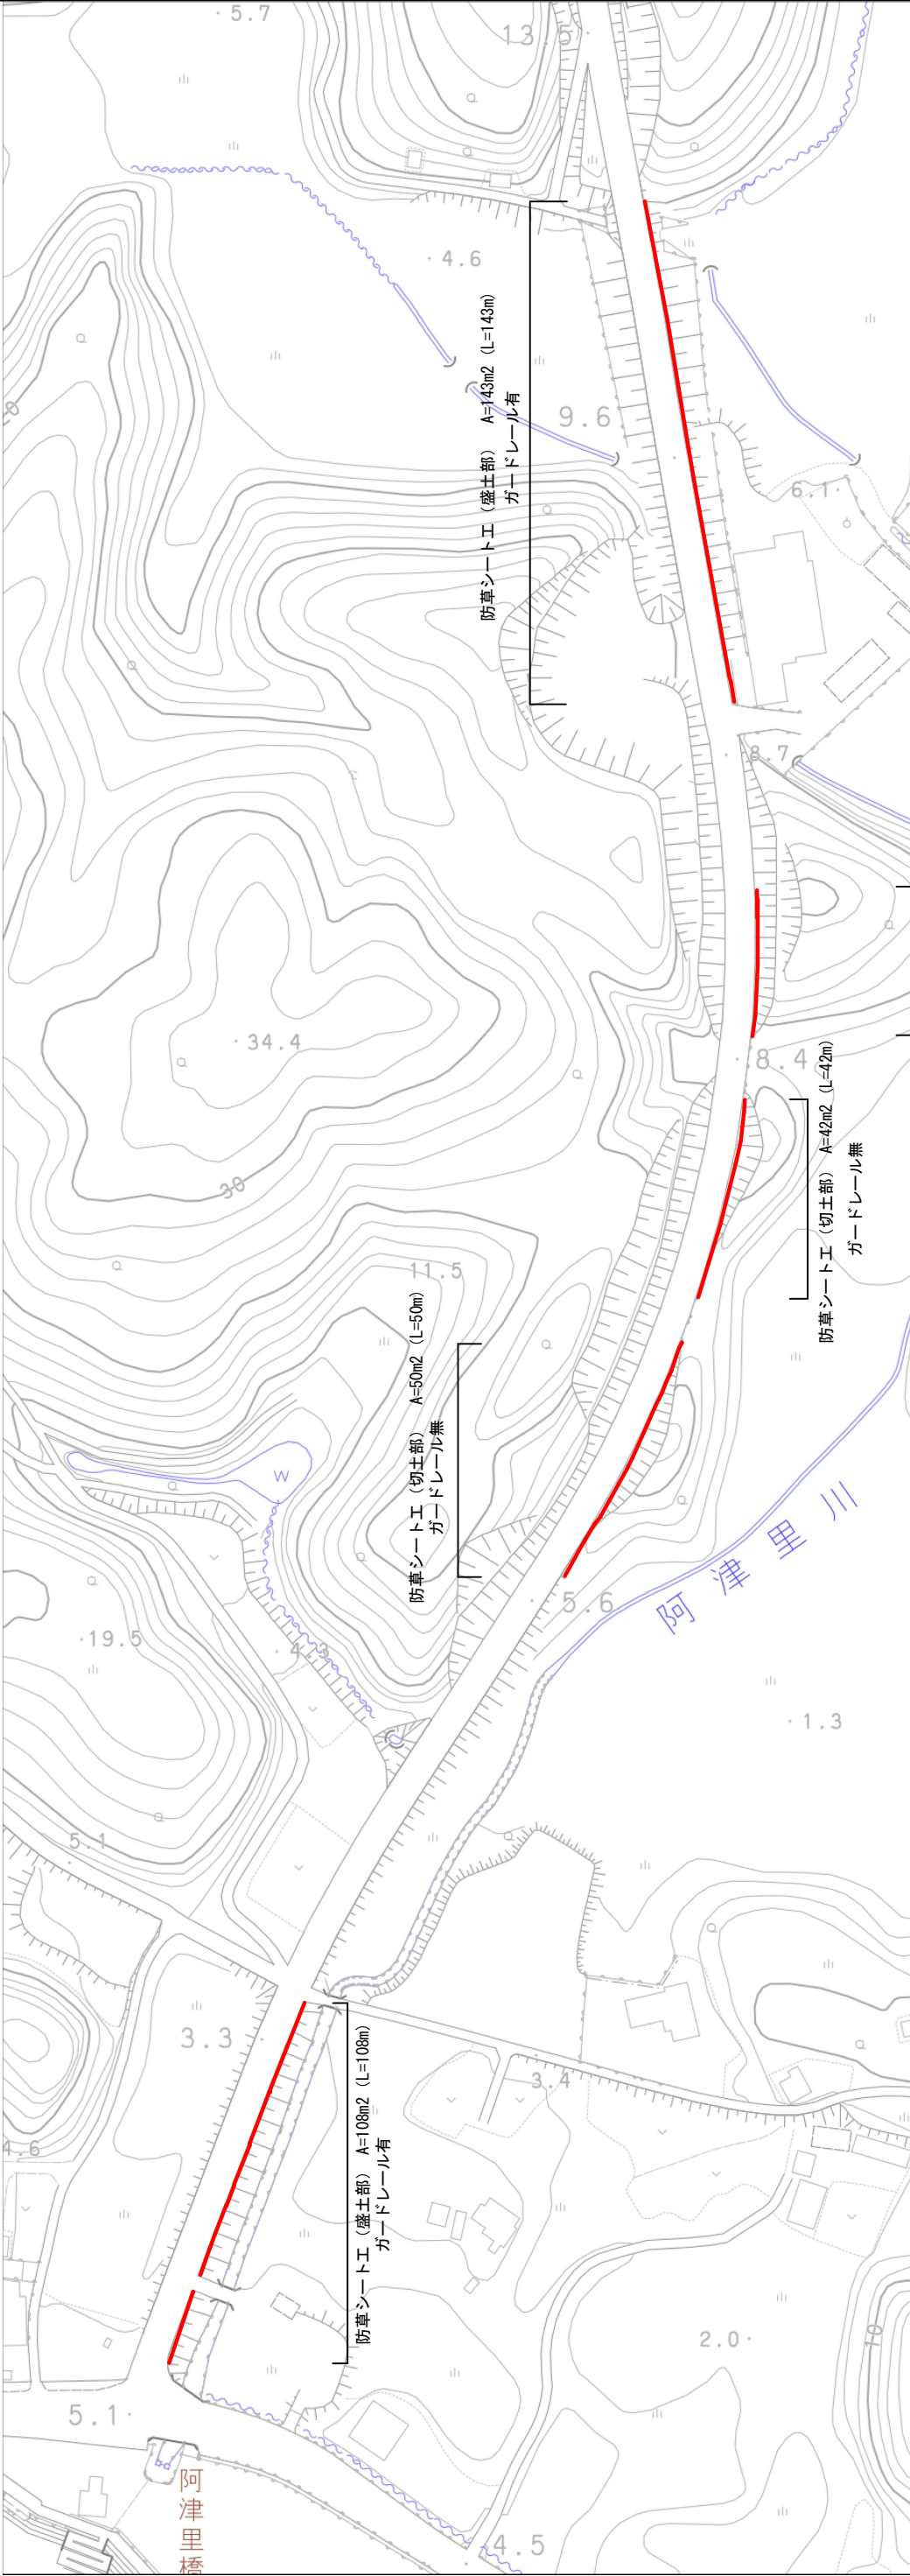 5.7
13.5
4.6
防草シート工（盛土部） A=143m2 (L=143m)
ガードレール有
9.6
6.1
8.7
34.4
8.4
30
防草シート工（切土部） A=42m2 (L=42m)
ガードレール無
11.5
防草シート工（切土部） A=50m2 (L=50m)
ガードレール無
W
5.6
阿津里川
19.5
4.3
1.3
5.1
3.3
3.4
防草シート工（盛土部） A=108m2 (L=108m)
ガードレール有
4.6
2.0
10
5.1
阿津里橋
4.5